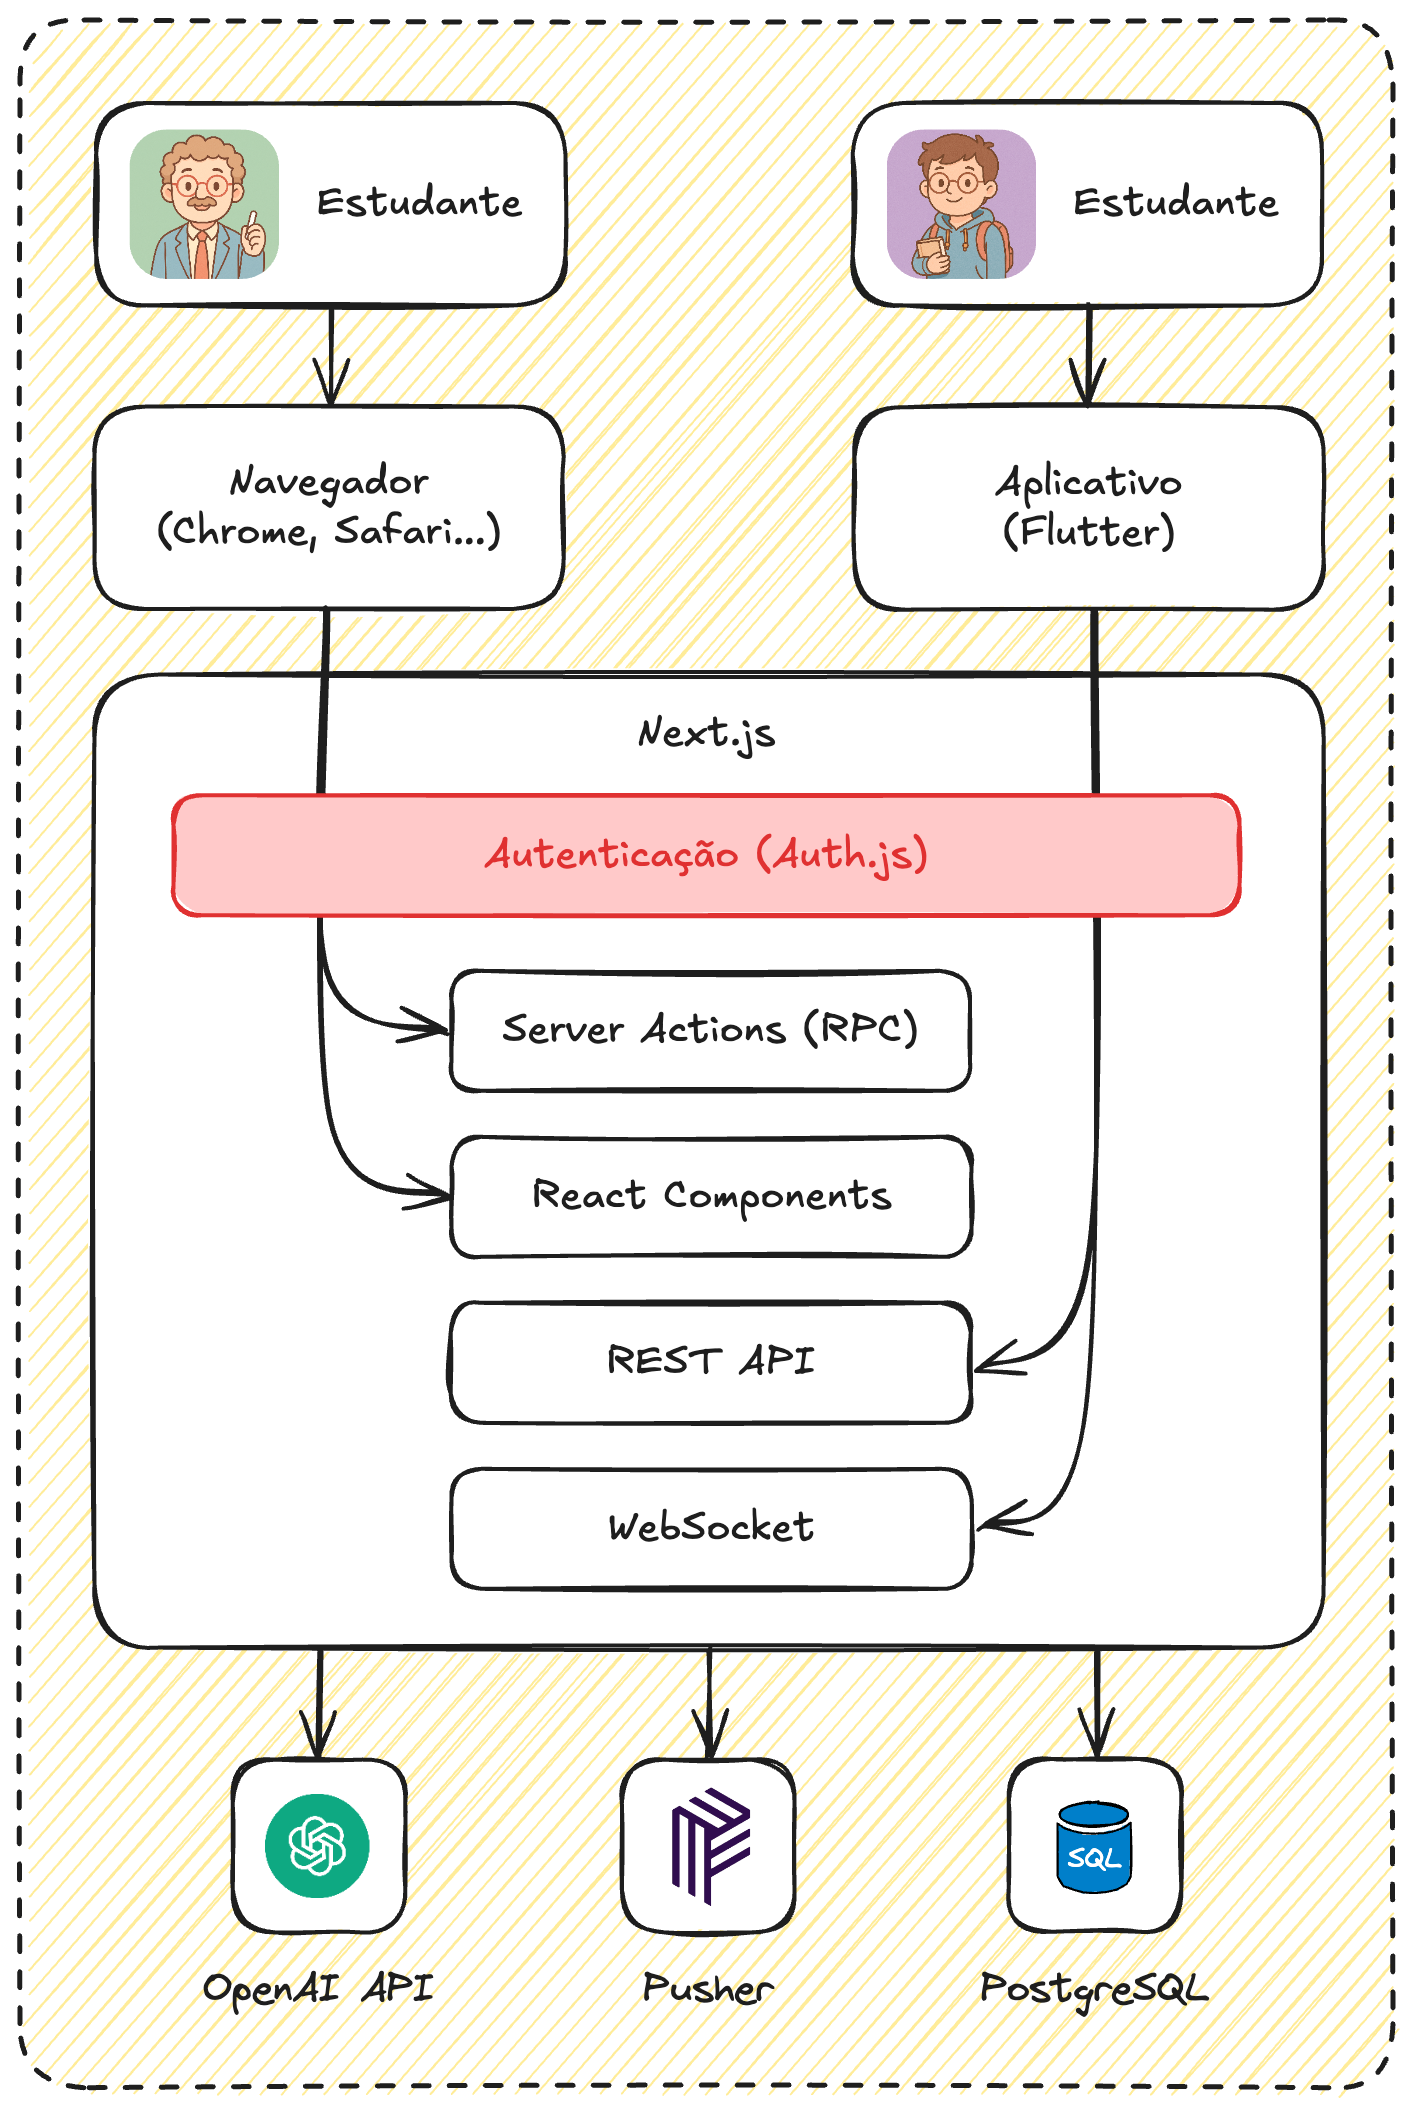 Estudante
Estudante
Navegador
(Chrome, Safari...)
Aplicativo
(Flutter)
Next.js
Autenticação (Auth.js)
Server Actions (RPC)
React Components
REST API
WebSocket
SQL
OpenAI API
Pusher
PostgreSQL